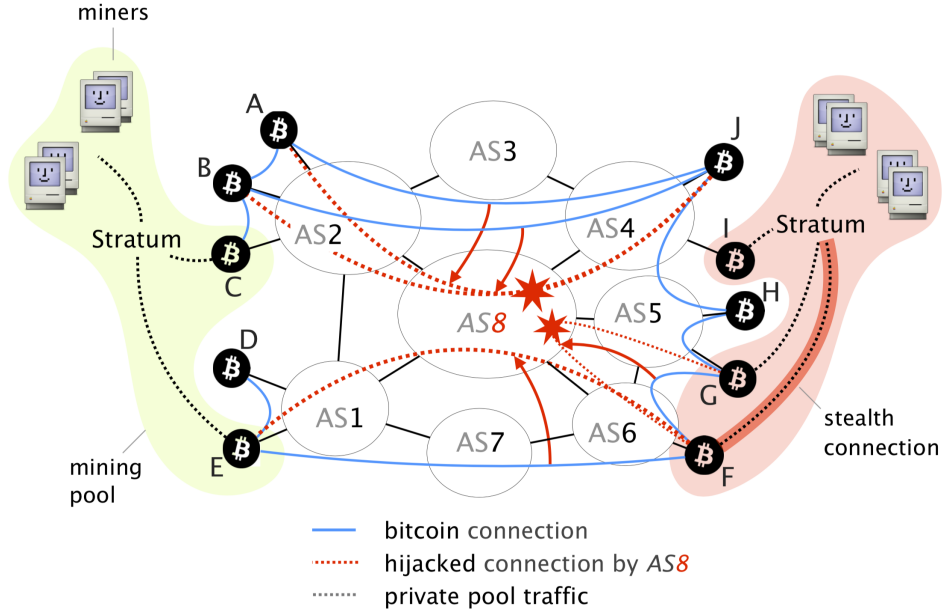 miners
A
J
AS3
B
I
Stratum
AS2
AS4
Stratum
C
H
AS8
AS5
D
G
AS1
AS7
AS6
stealth
connection
mining
pool
E
F
bitcoin connection
hijacked connection by AS8
private pool traffic